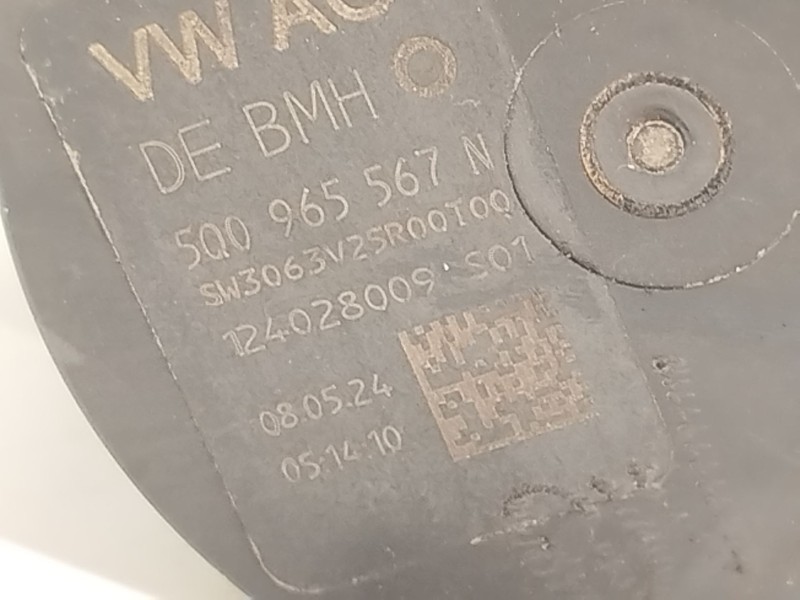 VW AG
DE BMH
5Q0 965 567 N
SW3063V25R00T00
124028009 S01
08.05.24
05:14:10